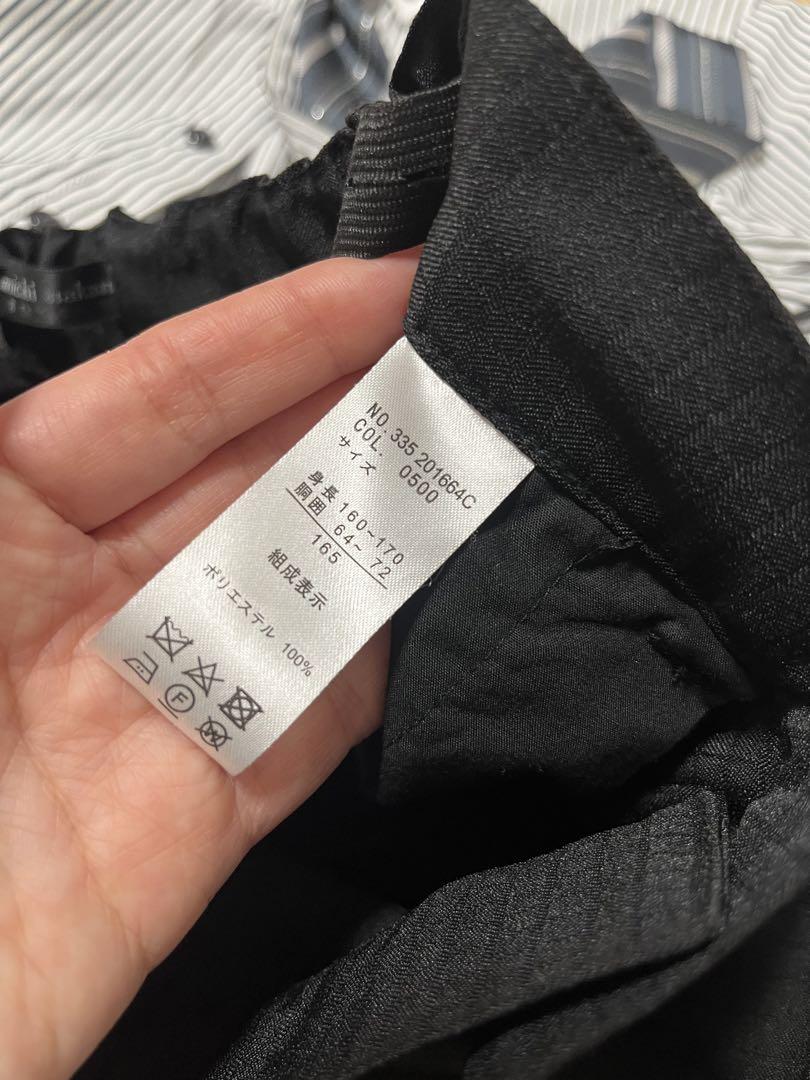 NO.335 201664C
COL. 0500
サイズ
身長 160~170
胴囲 64~ 72
165
組成表示
ポリエステル 100%
F
W